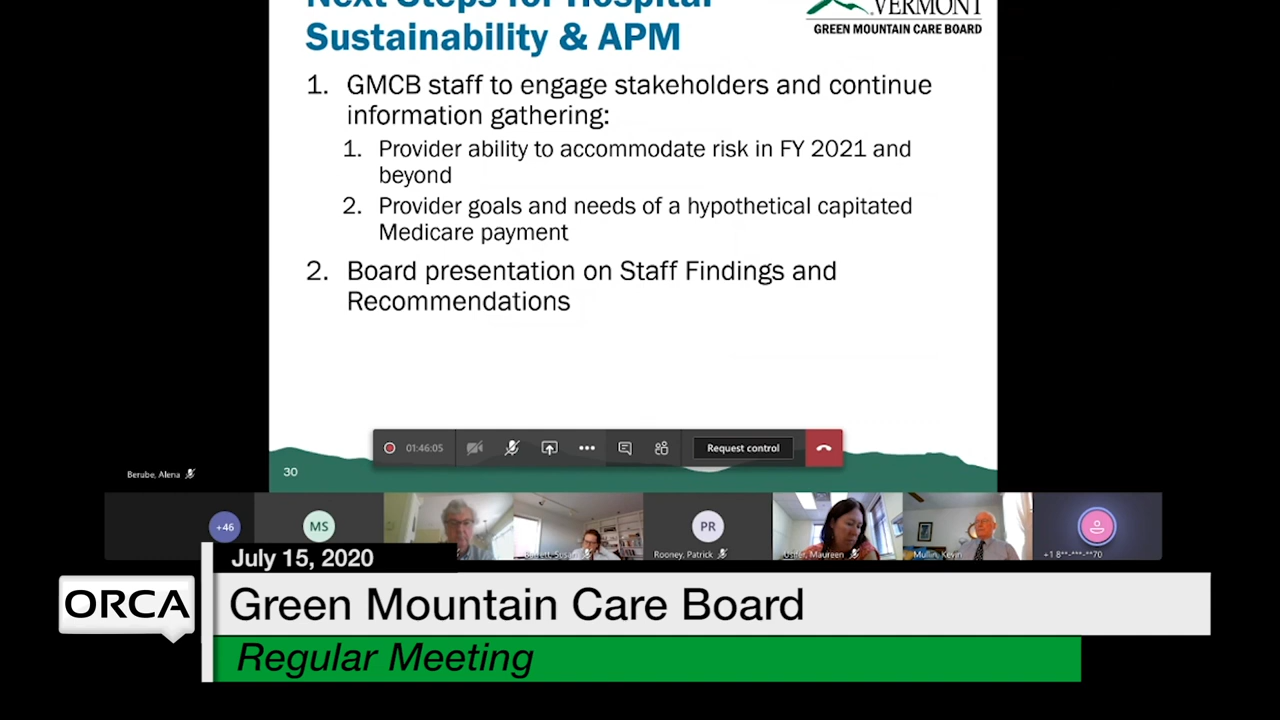 Next Steps for Hospital
Sustainability & APM
VERMONT
GREEN MOUNTAIN CARE BOARD
1. GMCB staff to engage stakeholders and continue
information gathering:
1. Provider ability to accommodate risk in FY 2021 and
beyond
2. Provider goals and needs of a hypothetical capitated
Medicare payment
2. Board presentation on Staff Findings and
Recommendations
01:46:05
Request control
30
Berube, Alena
+46
MS
PR
Rooney, Patrick
Usher, Maureen
Mullin, Kevin
+1 8**-***-**70
July 15, 2020
ORCA
Green Mountain Care Board
Regular Meeting